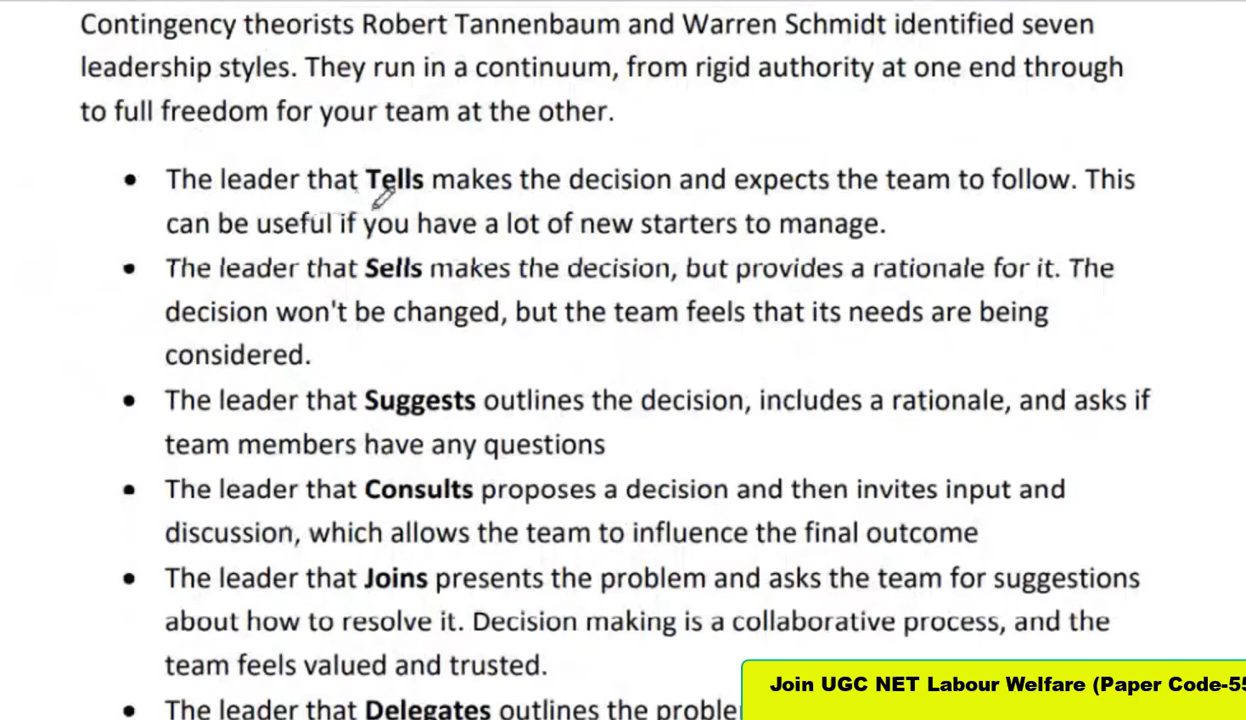 Contingency theorists Robert Tannenbaum and Warren Schmidt identified seven
leadership styles. They run in a continuum, from rigid authority at one end through
to full freedom for your team at the other.
• The leader that Tells makes the decision and expects the team to follow. This
can be useful if you have a lot of new starters to manage.
• The leader that Sells makes the decision, but provides a rationale for it. The
decision won't be changed, but the team feels that its needs are being
considered.
• The leader that Suggests outlines the decision, includes a rationale, and asks if
team members have any questions
• The leader that Consults proposes a decision and then invites input and
discussion, which allows the team to influence the final outcome
• The leader that Joins presents the problem and asks the team for suggestions
about how to resolve it. Decision making is a collaborative process, and the
team feels valued and trusted.
• The leader that Delegates outlines the
Join UGC NET Labour Welfare (Paper Code-55